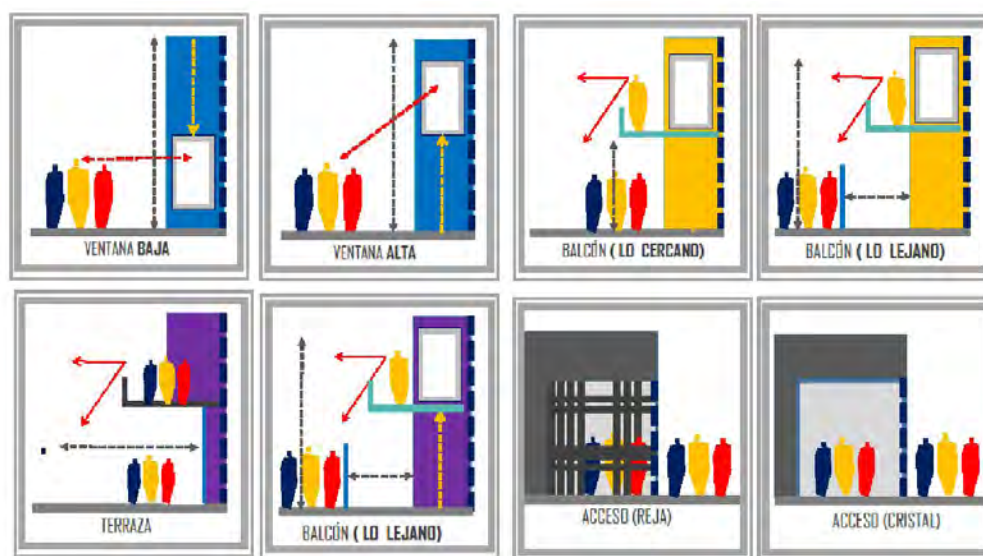 VENTANA BAJA
VENTANA ALTA
BALCÓN ( LO CERCANO)
BALCÓN ( LO LEJANO)
TERRAZA
BALCÓN ( LO LEJANO)
ACCESO (REJA)
ACCESO (CRISTAL)